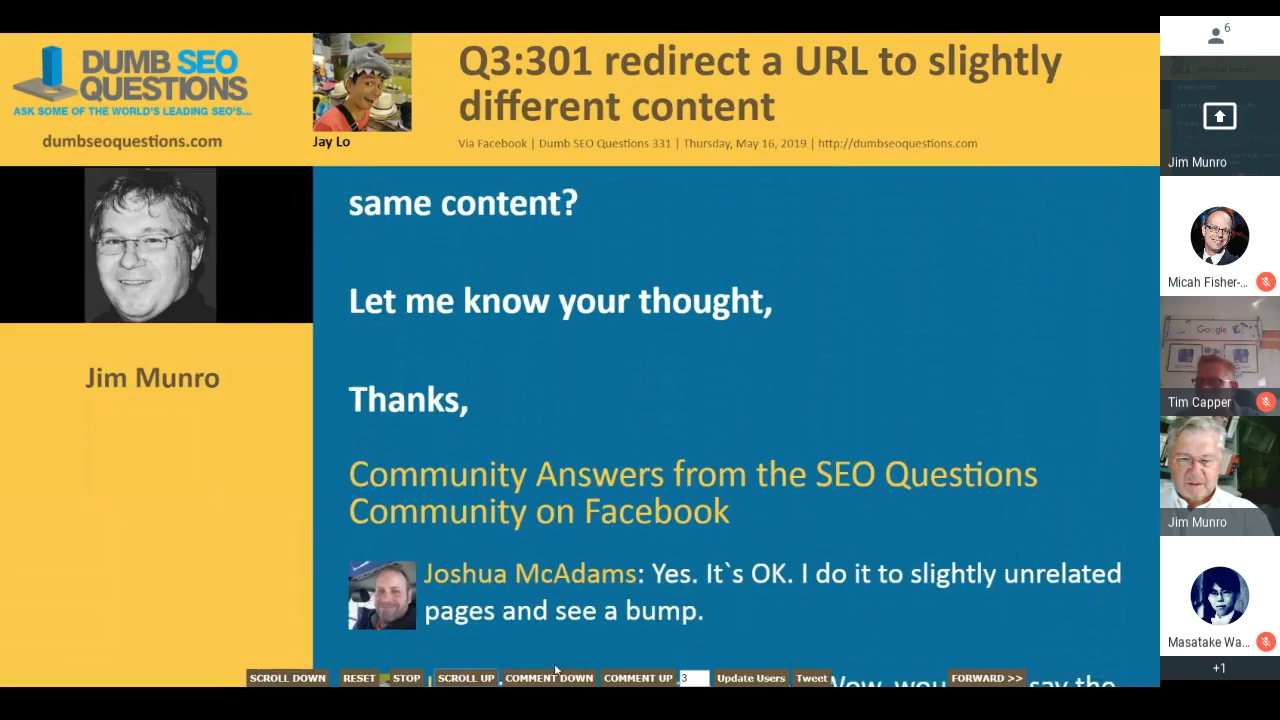 DUMB SEO
QUESTIONS
ASK SOME OF THE WORLD'S LEADING SEO'S...
dumbseoquestions.com
Jay Lo
Q3:301 redirect a URL to slightly
different content
Via Facebook | Dumb SEO Questions 331 | Thursday, May 16, 2019 | http://dumbseoquestions.com
Jim Munro
same content?
Let me know your thought,
Thanks,
Community Answers from the SEO Questions
Community on Facebook
Joshua McAdams: Yes. It`s OK. I do it to slightly unrelated
pages and see a bump.
SCROLL DOWN RESET STOP SCROLL UP COMMENT DOWN COMMENT UP 3 Update Users Tweet FORWARD >>
6
Jim Munro
Micah Fisher-...
Google
Tim Capper
Jim Munro
Masatake Wa...
+1